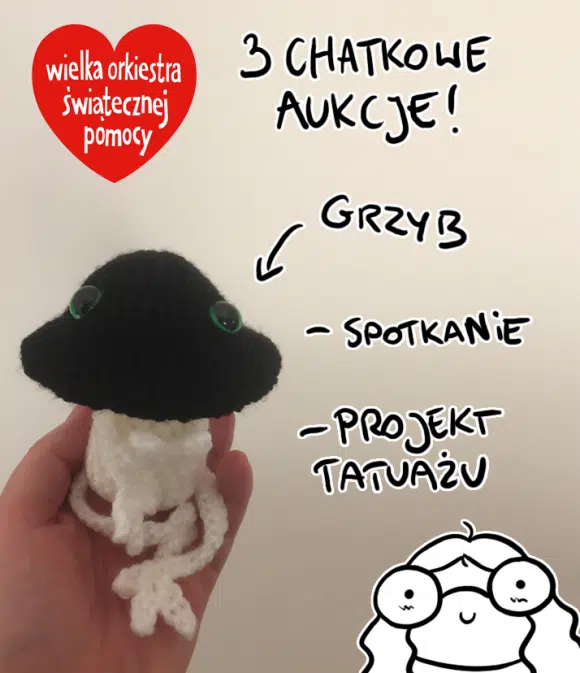 wielka orkiestra
świątecznej
pomocy
3 CHATKOWE
AUKCJE!
GRZYB
- SPOTKANiE
- PROJEKT
TATUAŻU